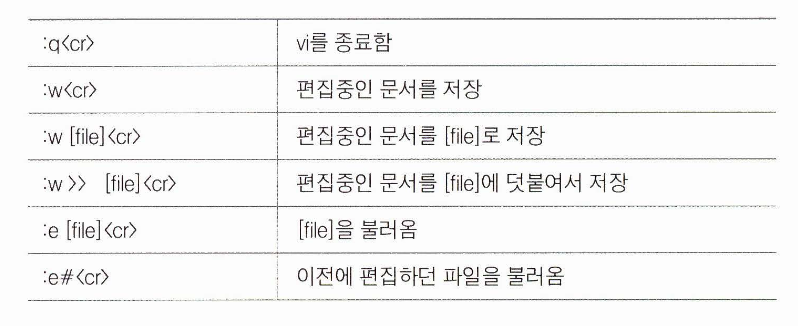 :q<cr> vi를 종료함
:w<cr> 편집중인 문서를 저장
:w [file]<cr> 편집중인 문서를 [file]로 저장
:w >> [file]<cr> 편집중인 문서를 [file]에 덧붙여서 저장
:e [file]<cr> [file]을 불러옴
:e#<cr> 이전에 편집하던 파일을 불러옴